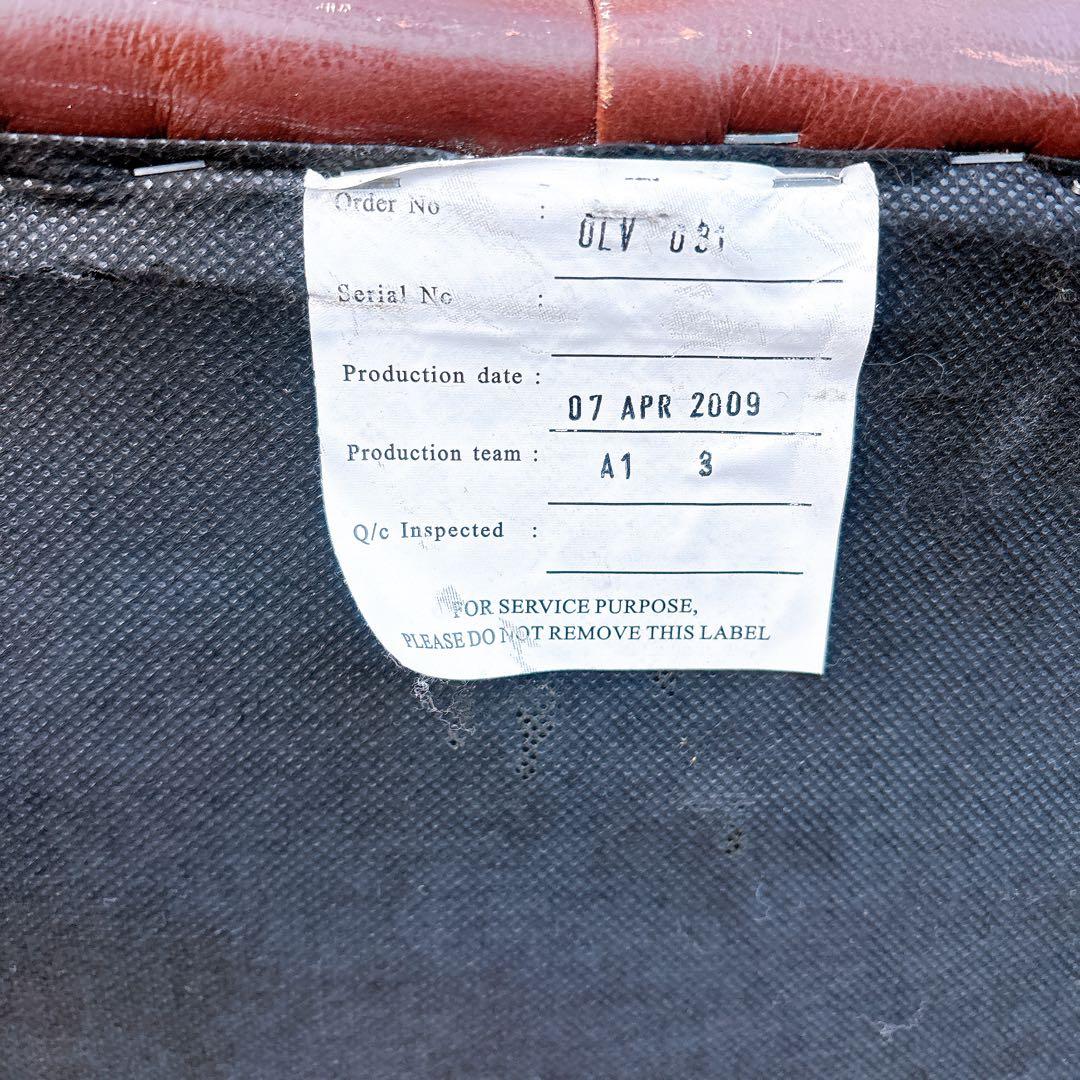 Order No : OLV 031
Serial No :
Production date : 07 APR 2009
Production team : A1 3
Q/c Inspected :
FOR SERVICE PURPOSE,
PLEASE DO NOT REMOVE THIS LABEL